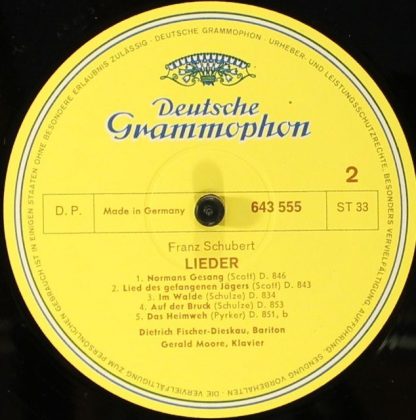 DEUTSCHE GRAMMOPHON · URHEBER- UND LEISTUNGSSCHUTZRECHTE. BESONDERS VERVIELFÄLTIGUNG, AUFFÜHRUNG, SENDUNG VORBEHALTEN · DIE VERVIELFÄLTIGUNG ZUM PERSÖNLICHEN GEBRAUCH IST IN EINIGEN STAATEN OHNE BESONDERE ERLAUBNIS ZULÄSSIG ·
Deutsche
Grammophon
2
D.P.
Made in Germany
643 555
ST 33
Franz Schubert
LIEDER
1. Normans Gesang (Scott) D. 846
2. Lied des gefangenen Jägers (Scott) D. 843
3. Im Walde (Schulze) D. 834
4. Auf der Bruck (Schulze) D. 853
5. Das Heimweh (Pyrker) D. 851, b
Dietrich Fischer-Dieskau, Bariton
Gerald Moore, Klavier